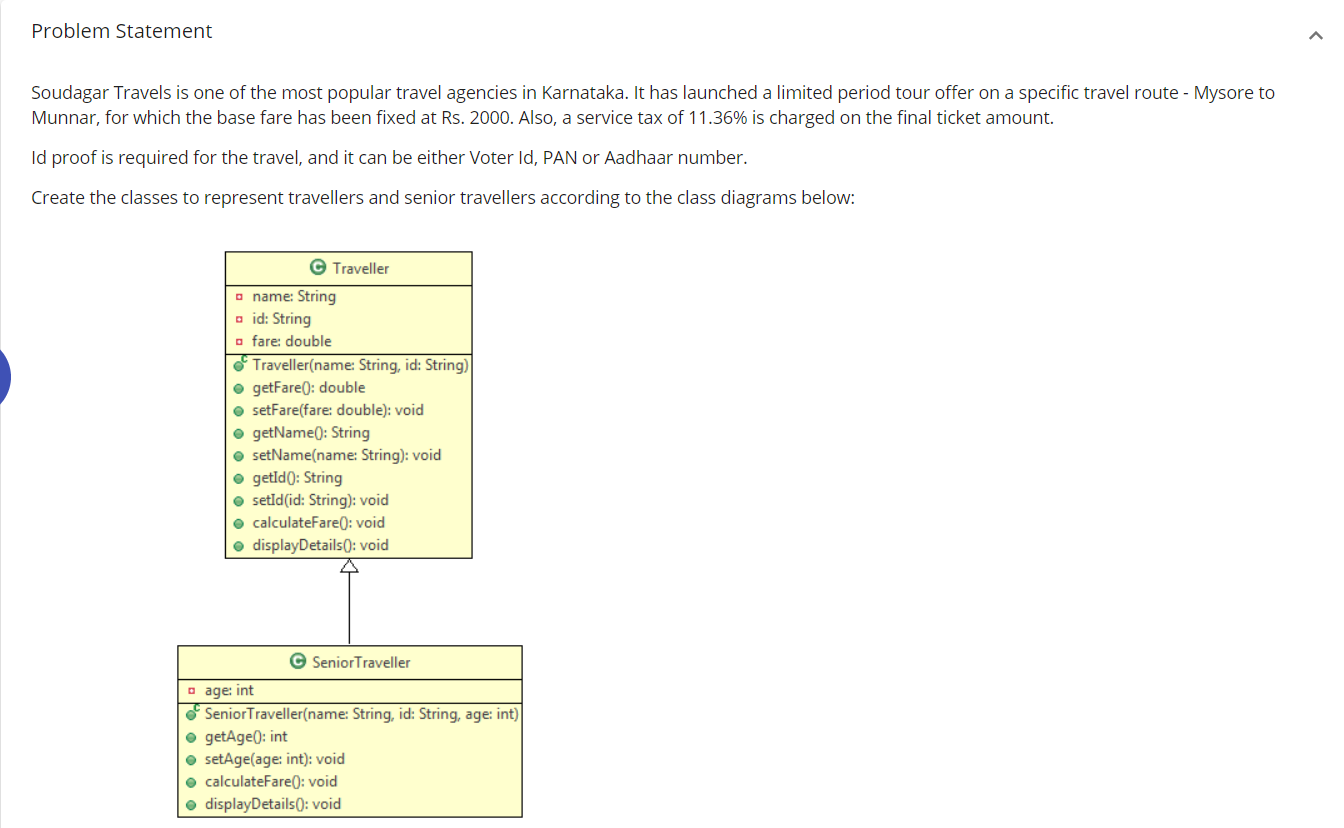 Problem Statement
Soudagar Travels is one of the most popular travel agencies in Karnataka. It has launched a limited period tour offer on a specific travel route - Mysore to
Munnar, for which the base fare has been fixed at Rs. 2000. Also, a service tax of 11.36% is charged on the final ticket amount.
Id proof is required for the travel, and it can be either Voter Id, PAN or Aadhaar number.
Create the classes to represent travellers and senior travellers according to the class diagrams below:
C Traveller
name: String
id: String
fare: double
C Traveller(name: String, id: String)
getFare(): double
setFare(fare: double): void
getName(): String
setName(name: String): void
getId(): String
setId(id: String): void
calculateFare(): void
displayDetails(): void
C SeniorTraveller
age: int
C SeniorTraveller(name: String, id: String, age: int)
getAge(): int
setAge(age: int): void
calculateFare(): void
displayDetails(): void